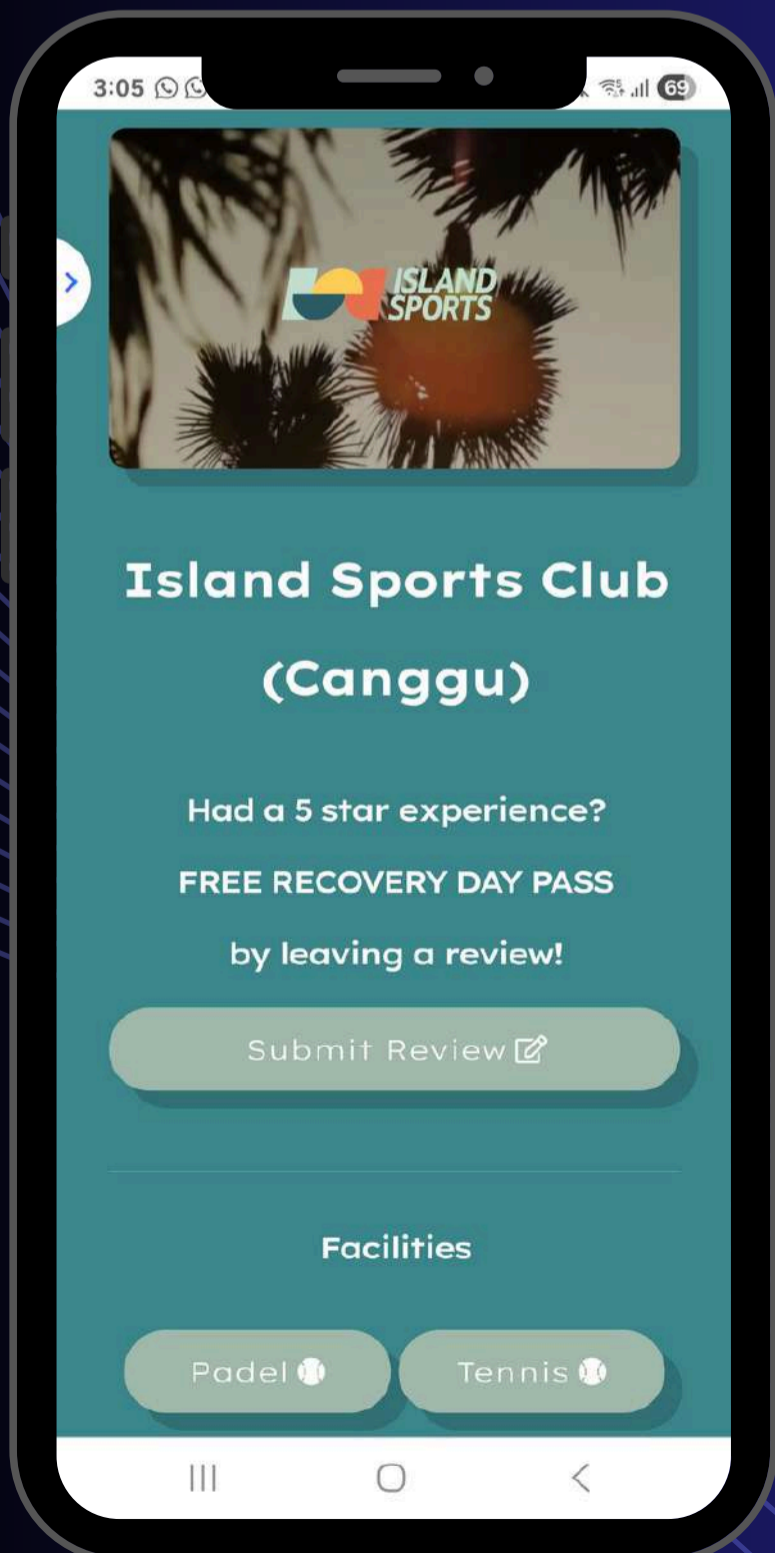 3:05
69
ISLAND
SPORTS
Island Sports Club
(Canggu)
Had a 5 star experience?
FREE RECOVERY DAY PASS
by leaving a review!
Submit Review
Facilities
Padel
Tennis